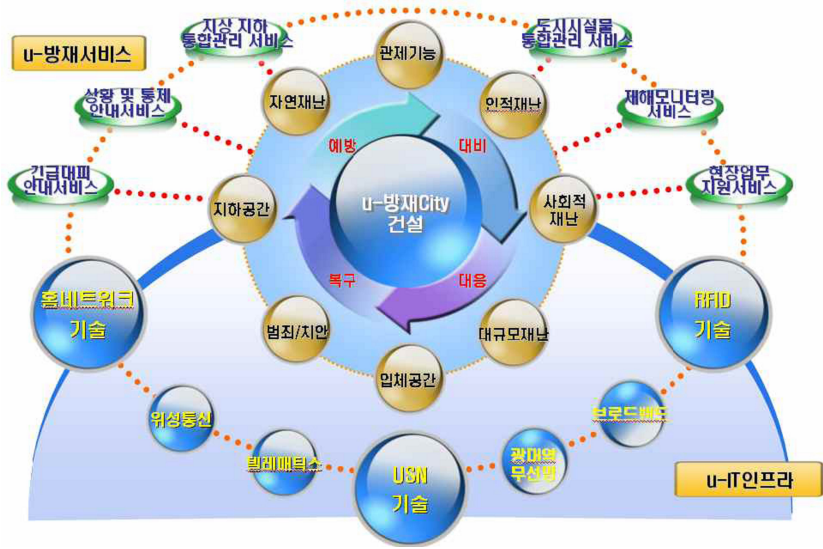 지상 지하
통합관리 서비스
도시시설물
통합관리 서비스
u-방재서비스
관제기능
자연재난
인적재난
상황 및 통제
안내서비스
재해모니터링
서비스
예방
대비
긴급대피
안내서비스
현장업무
지원서비스
지하공간
u-방재City
건설
사회적
재난
복구
대응
홈네트워크
기술
RFID
기술
범죄/치안
대규모재난
입체공간
위성통신
브로드밴드
텔레매틱스
USN
기술
광대역
무선망
u-IT인프라